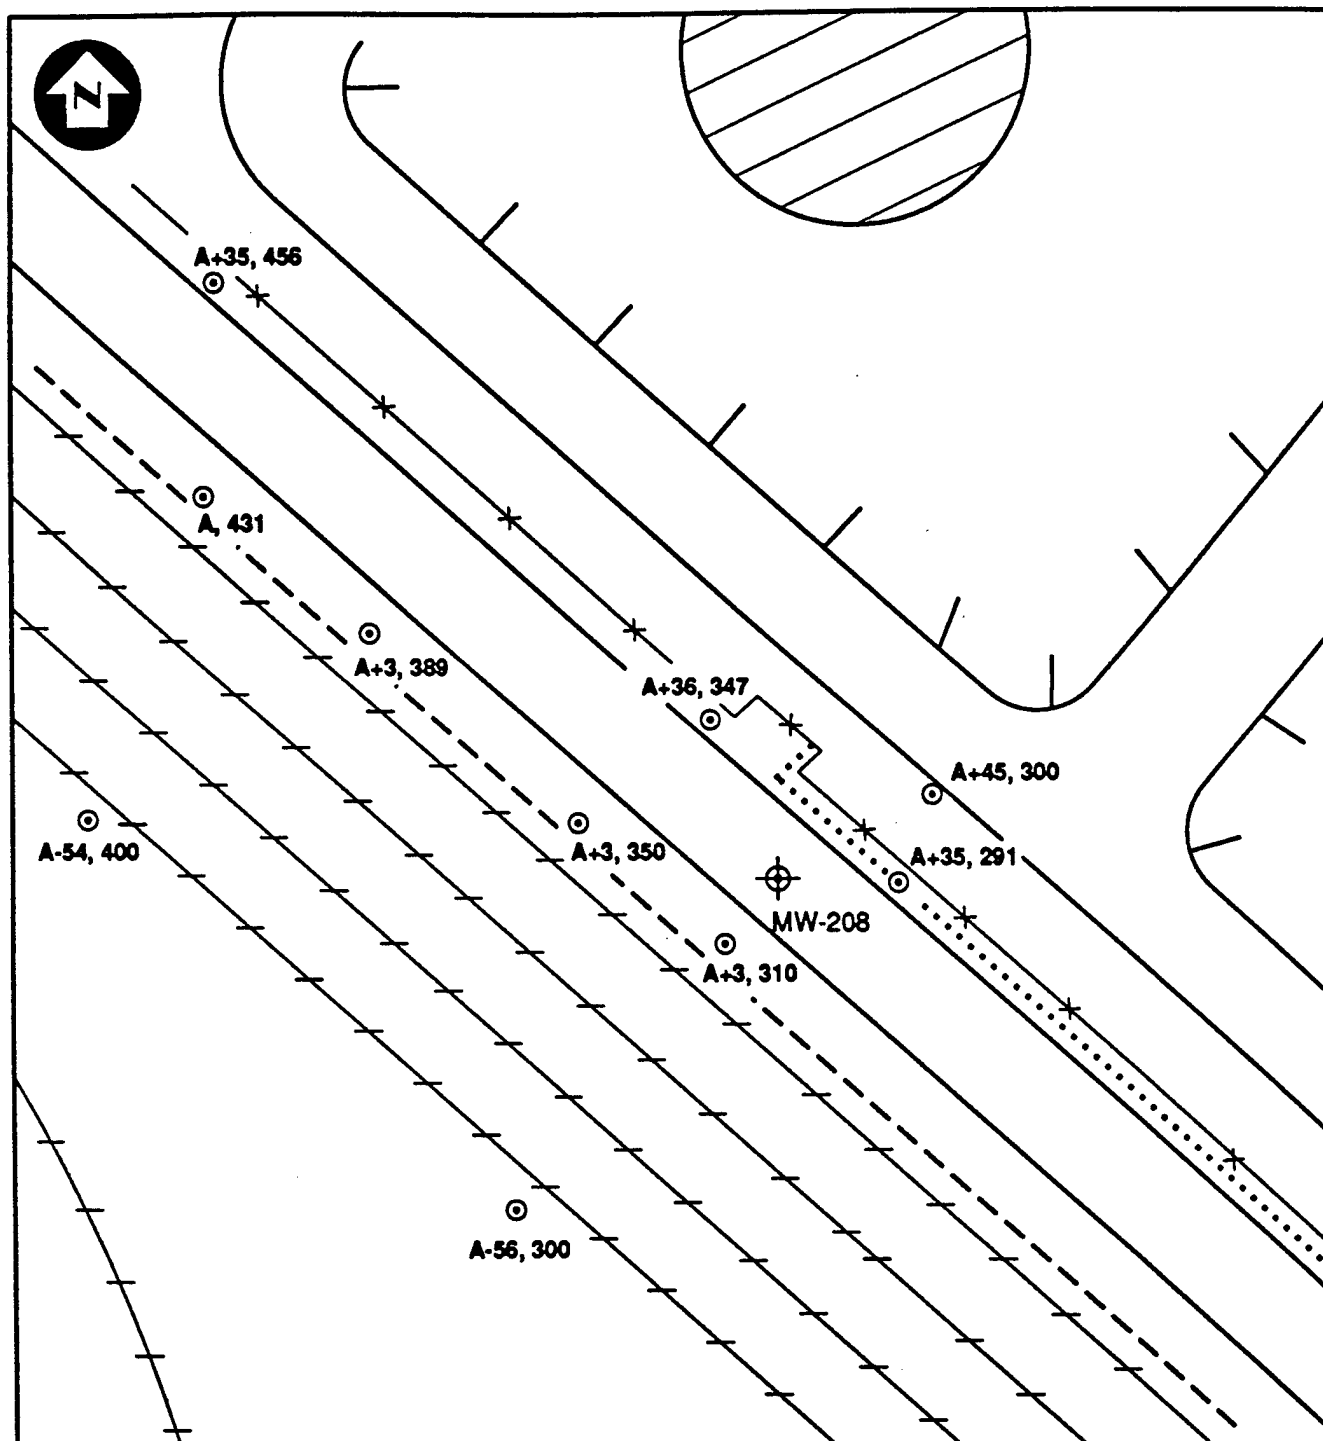 N
A+35, 456
A, 431
A+3, 389
A+36, 347
A+45, 300
A+3, 350
A-54, 400
A+35, 291
MW-208
A+3, 310
A-56, 300